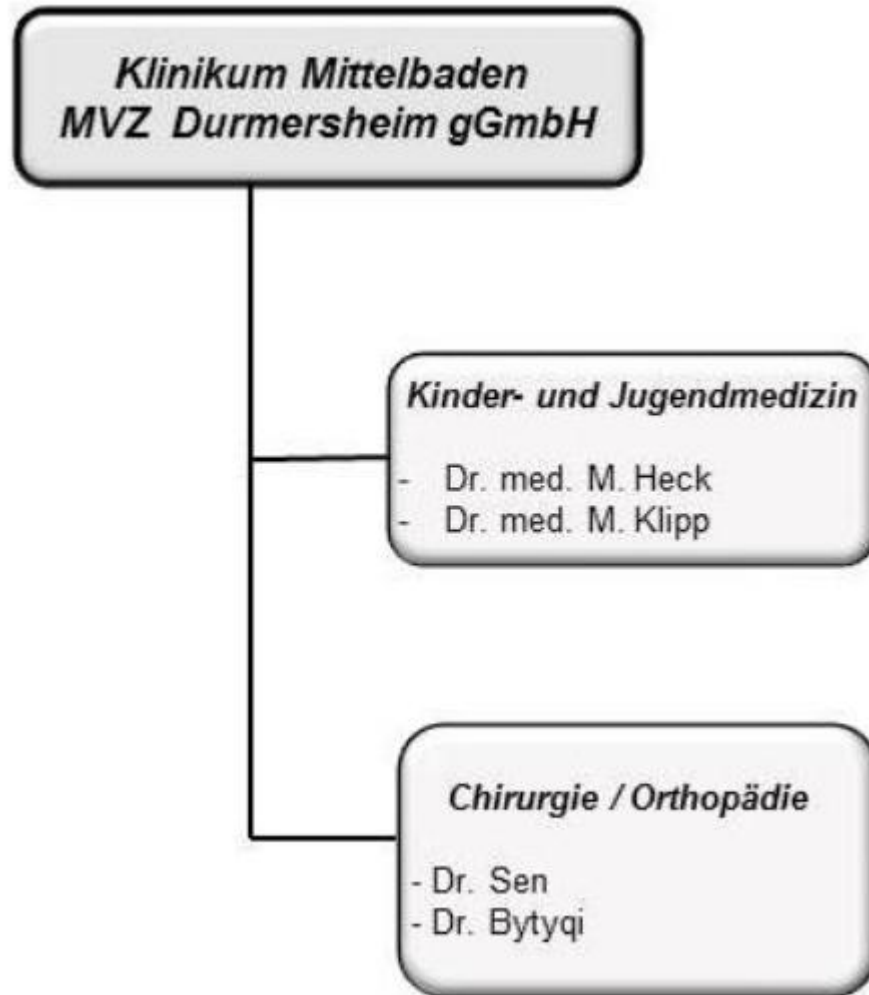 Klinikum Mittelbaden
MVZ Durmersheim gGmbH
Kinder- und Jugendmedizin
- Dr. med. M. Heck
- Dr. med. M. Klipp
Chirurgie / Orthopädie
- Dr. Sen
- Dr. Bytyqi